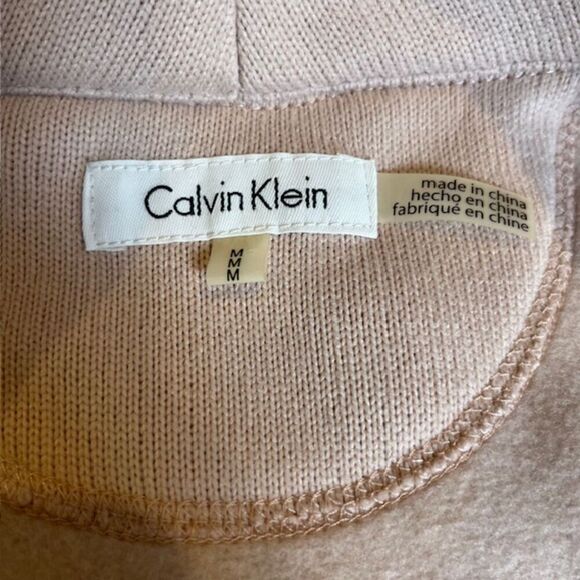 Calvin Klein
made in china
hecho en china
fabriqué en chine
M
M
M